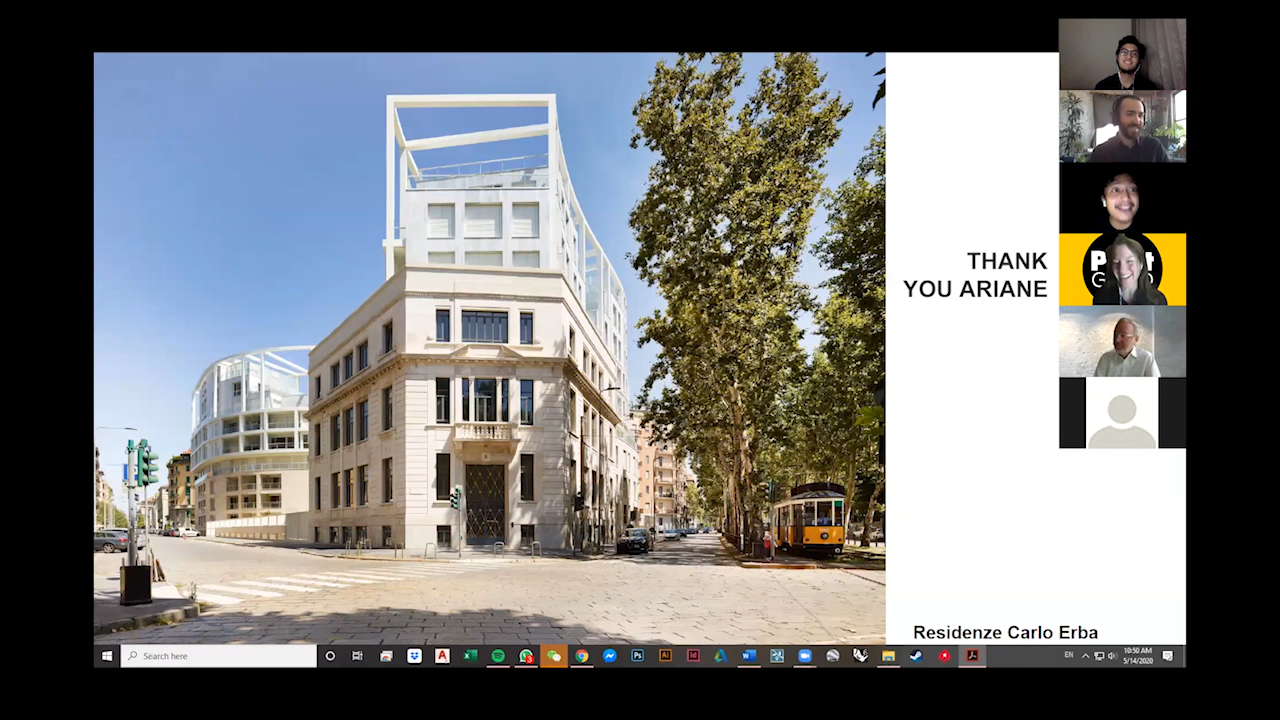 THANK
YOU ARIANE
Residenze Carlo Erba
Search here
EN
10:50 AM
5/14/2020